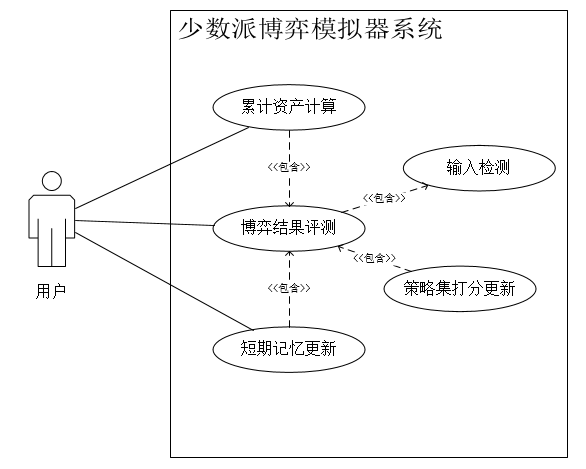 少数派博弈模拟器系统
累计资产计算
<<包含>>
输入检测
<<包含>>
博弈结果评测
<<包含>>
策略集打分更新
<<包含>>
用户
短期记忆更新